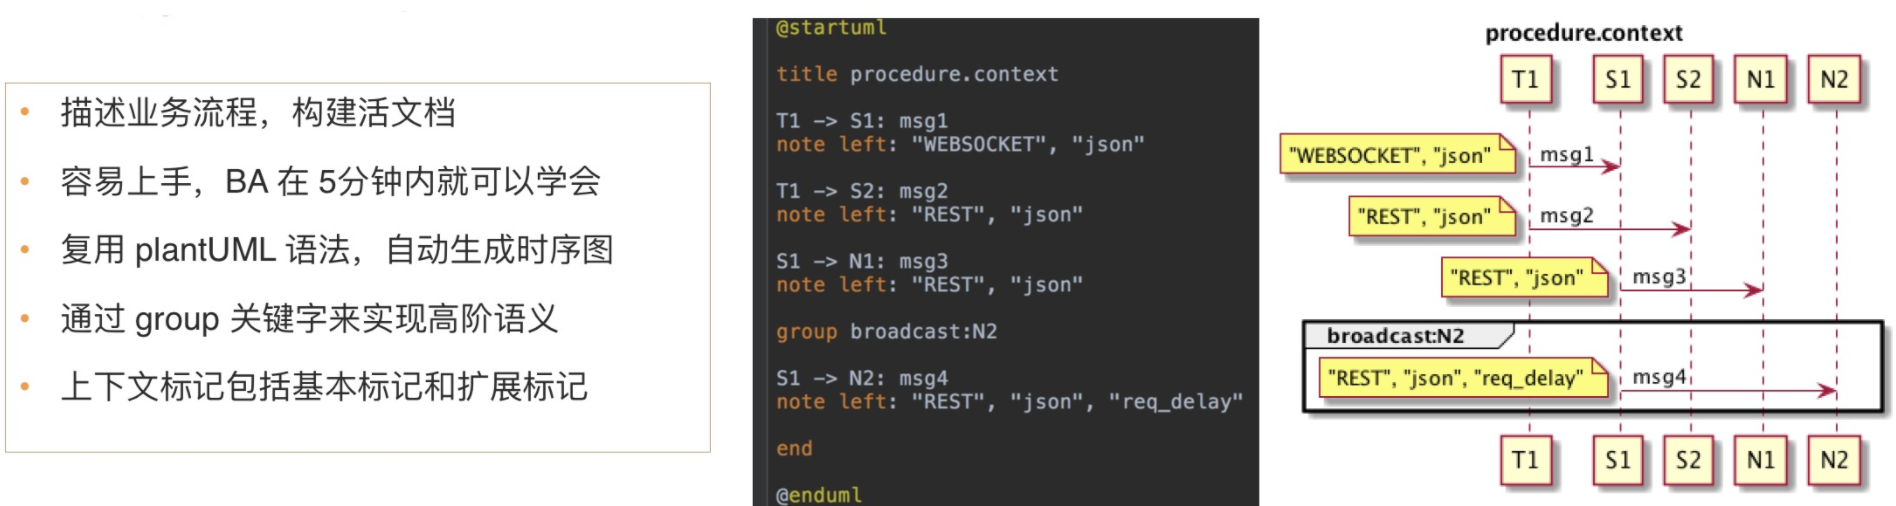 • 描述业务流程，构建活文档
• 容易上手，BA 在 5分钟内就可以学会
• 复用 plantUML 语法，自动生成时序图
• 通过 group 关键字来实现高阶语义
• 上下文标记包括基本标记和扩展标记
@startuml
title procedure.context
T1 -> S1: msg1
note left: "WEBSOCKET", "json"
T1 -> S2: msg2
note left: "REST", "json"
S1 -> N1: msg3
note left: "REST", "json"
group broadcast:N2
S1 -> N2: msg4
note left: "REST", "json", "req_delay"
end
@enduml
procedure.context
T1 S1 S2 N1 N2
"WEBSOCKET", "json" msg1
"REST", "json" msg2
"REST", "json" msg3
broadcast:N2
"REST", "json", "req_delay" msg4
T1 S1 S2 N1 N2